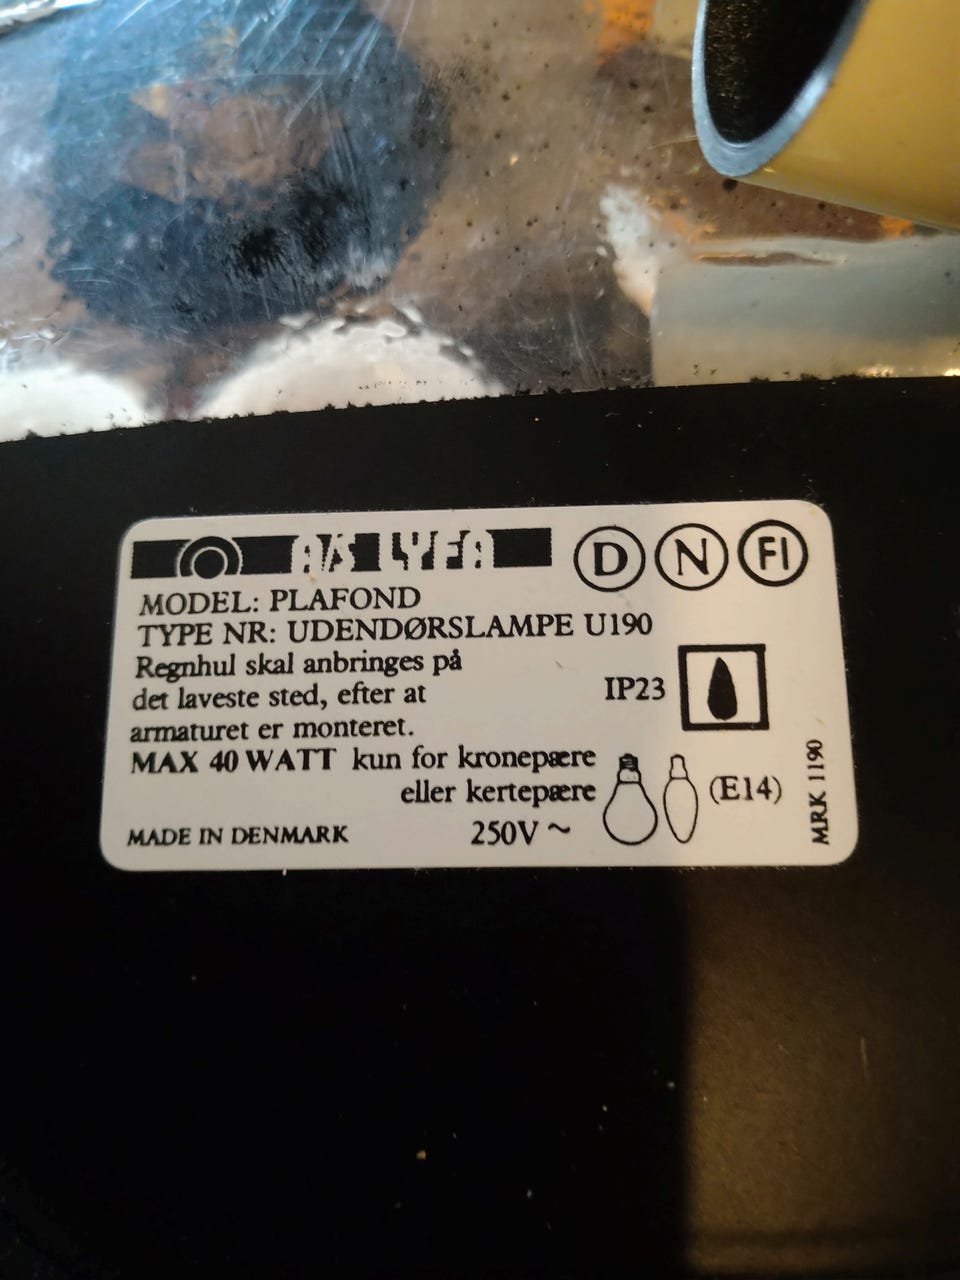 A/S LYFA D N FI
MODEL: PLAFOND
TYPE NR: UDENDØRSLAMPE U190
Regnhul skal anbringes på
det laveste sted, efter at
armaturet er monteret.
IP23
MAX 40 WATT kun for kronepære
eller kertepære
(E14)
MADE IN DENMARK 250V ~
MRK 1190